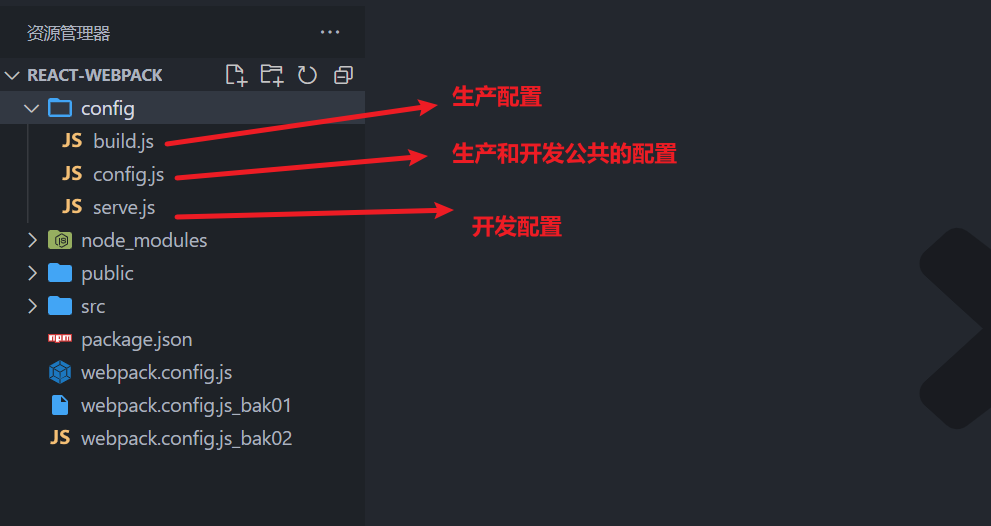 资源管理器
REACT-WEBPACK
config
JS build.js
生产配置
JS config.js
生产和开发公共的配置
JS serve.js
开发配置
node_modules
public
src
npm package.json
webpack.config.js
webpack.config.js_bak01
JS webpack.config.js_bak02